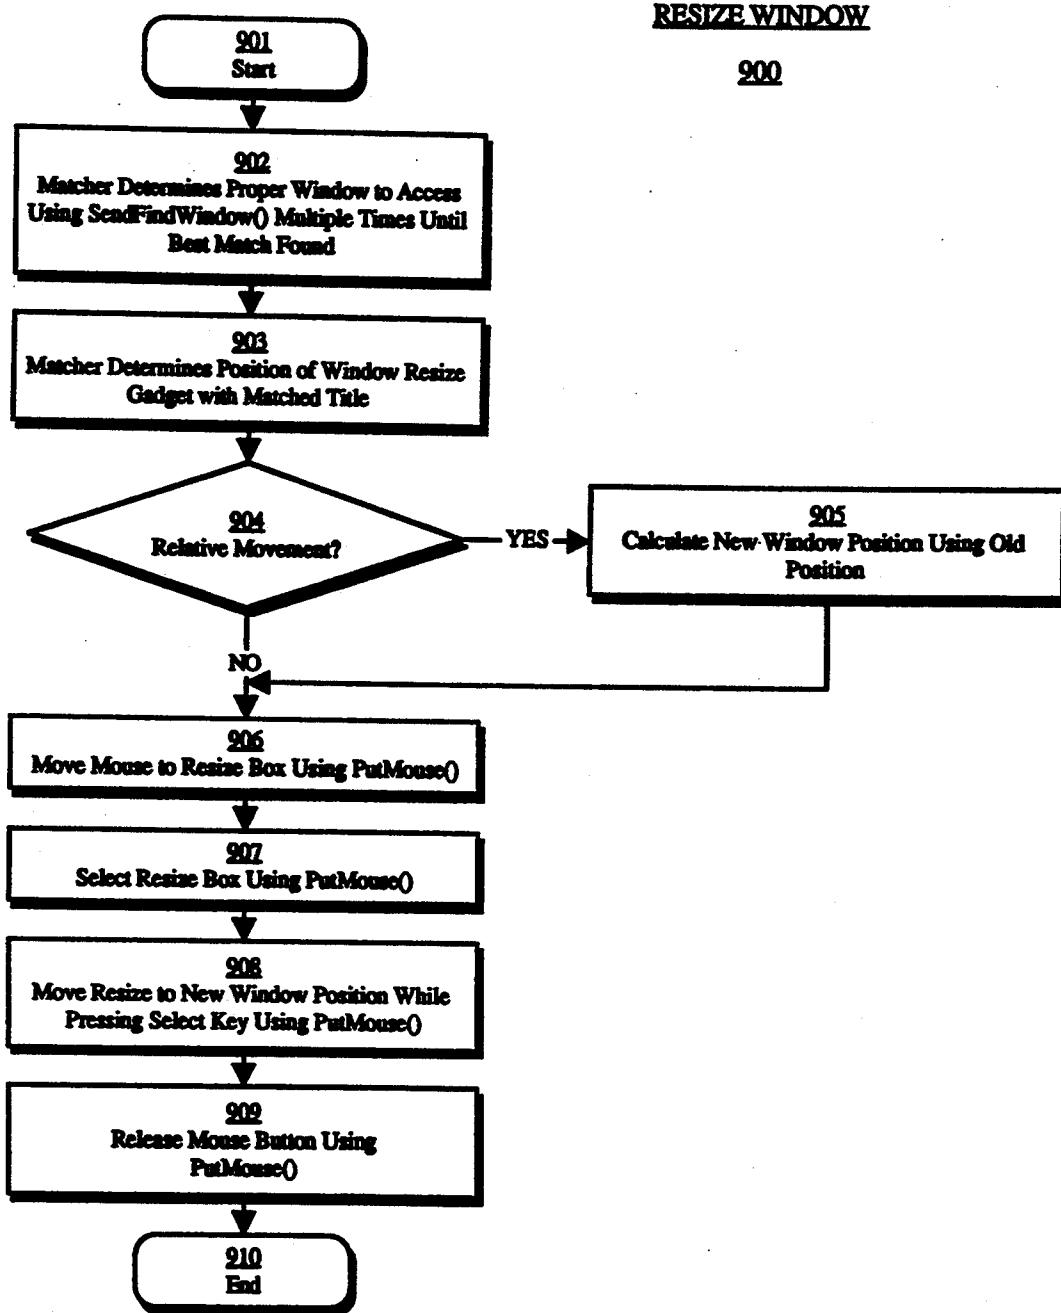 RESIZE WINDOW
900
901
Start
902
Matcher Determines Proper Window to Access
Using SendFindWindow() Multiple Times Until
Best Match Found
903
Matcher Determines Position of Window Resize
Gadget with Matched Title
904
Relative Movement?
YES
905
Calculate New Window Position Using Old
Position
NO
906
Move Mouse to Resize Box Using PutMouse()
907
Select Resize Box Using PutMouse()
908
Move Resize to New Window Position While
Pressing Select Key Using PutMouse()
909
Release Mouse Button Using
PutMouse()
910
End